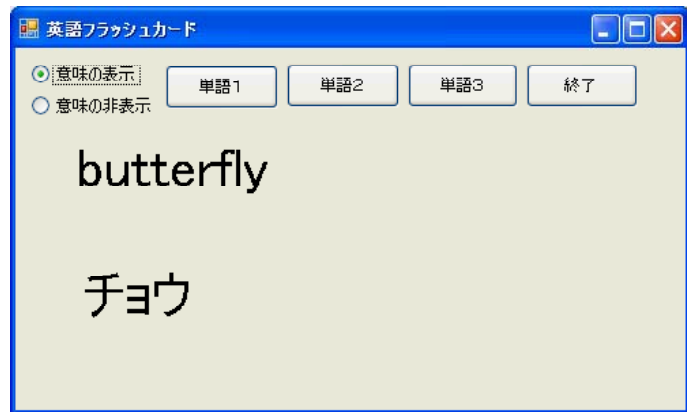 英語フラッシュカード
意味の表示
単語1
単語2
単語3
終了
意味の非表示
butterfly
チョウ